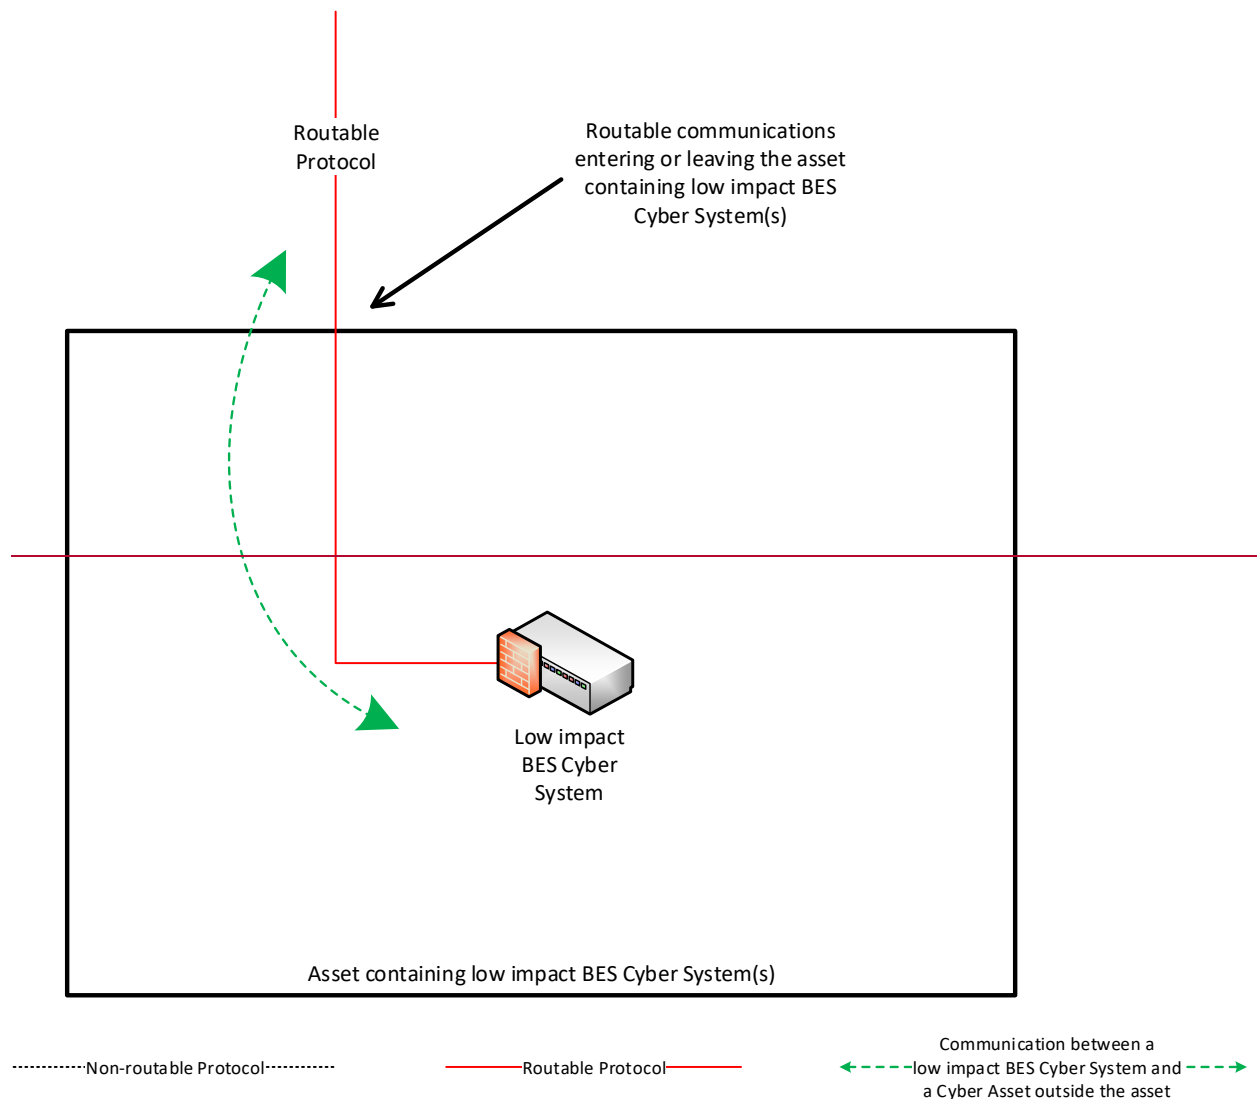 Routable
Protocol
Routable communications
entering or leaving the asset
containing low impact BES
Cyber System(s)
Low impact
BES Cyber
System
Asset containing low impact BES Cyber System(s)
Non-routable Protocol
Routable Protocol
Communication between a
low impact BES Cyber System and
a Cyber Asset outside the asset